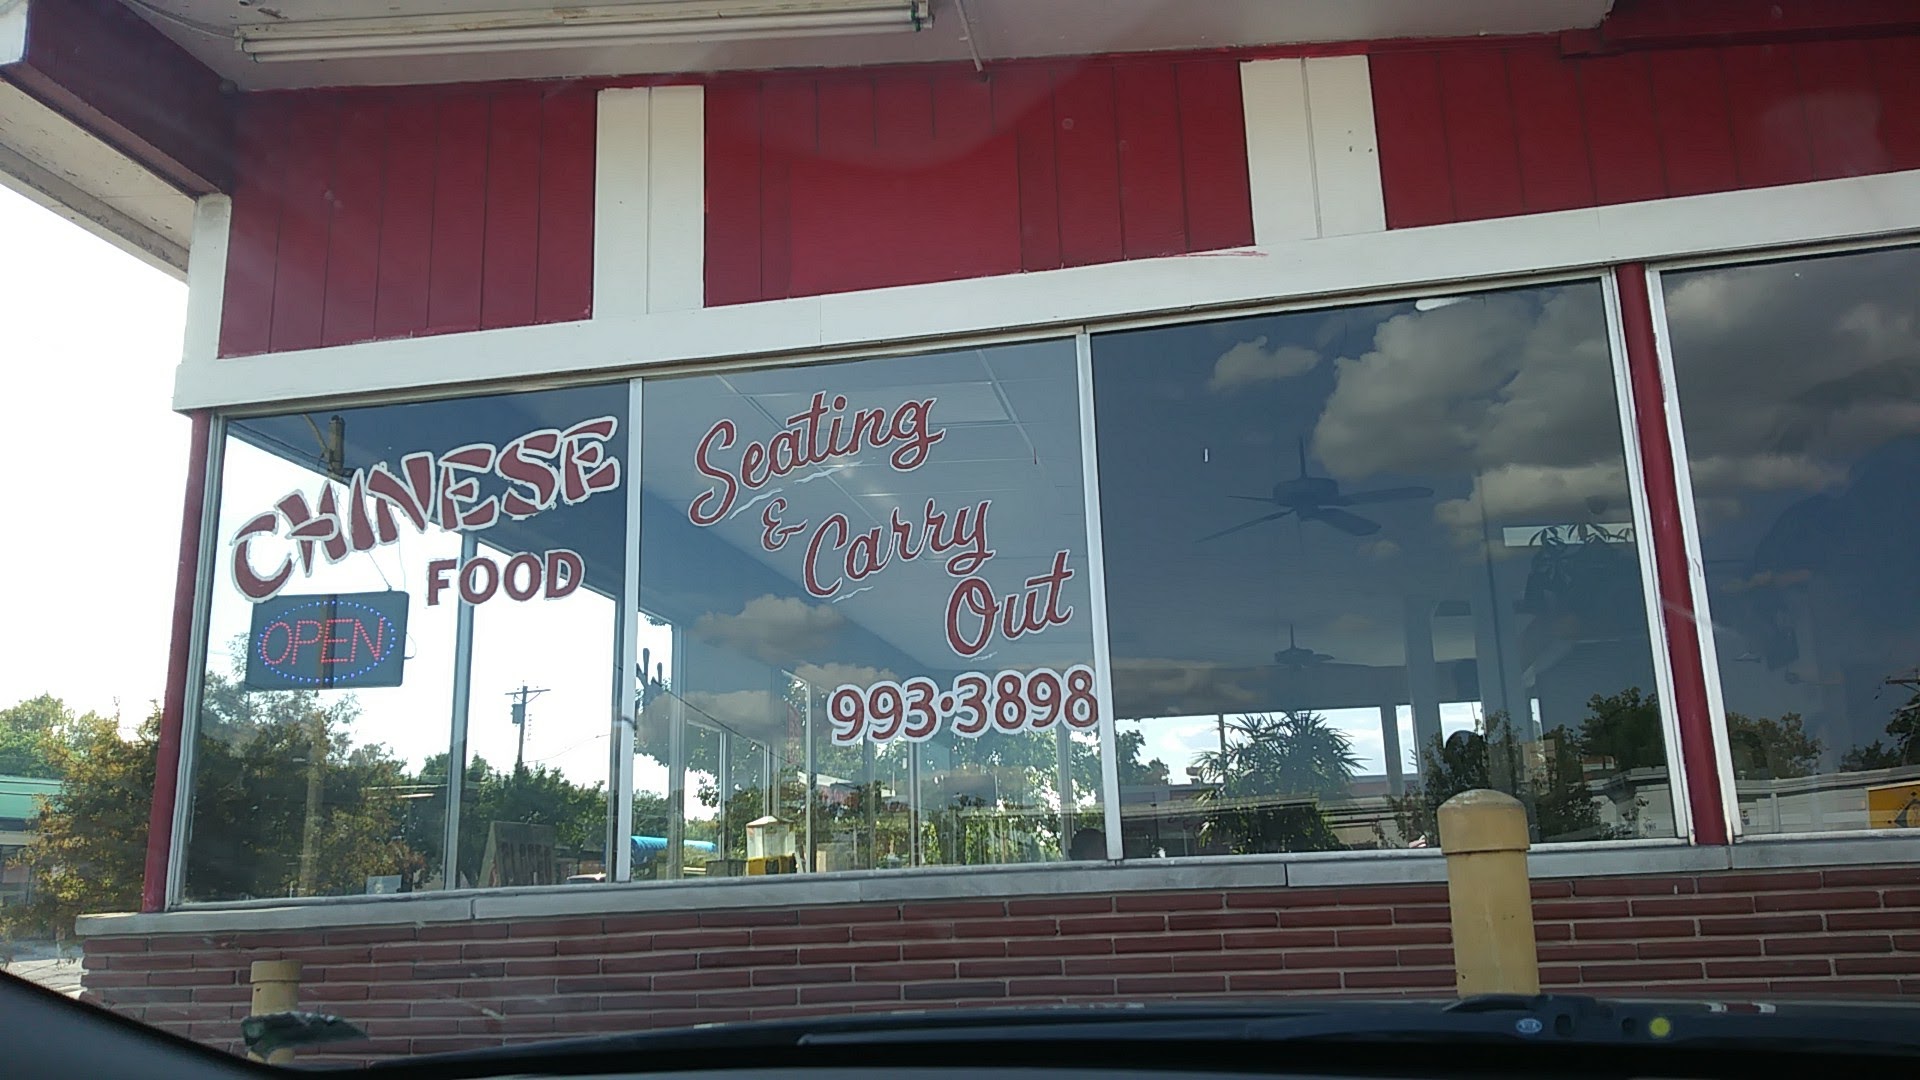 CHINESE
FOOD
OPEN
Seating
&
Carry
Out
993·3898